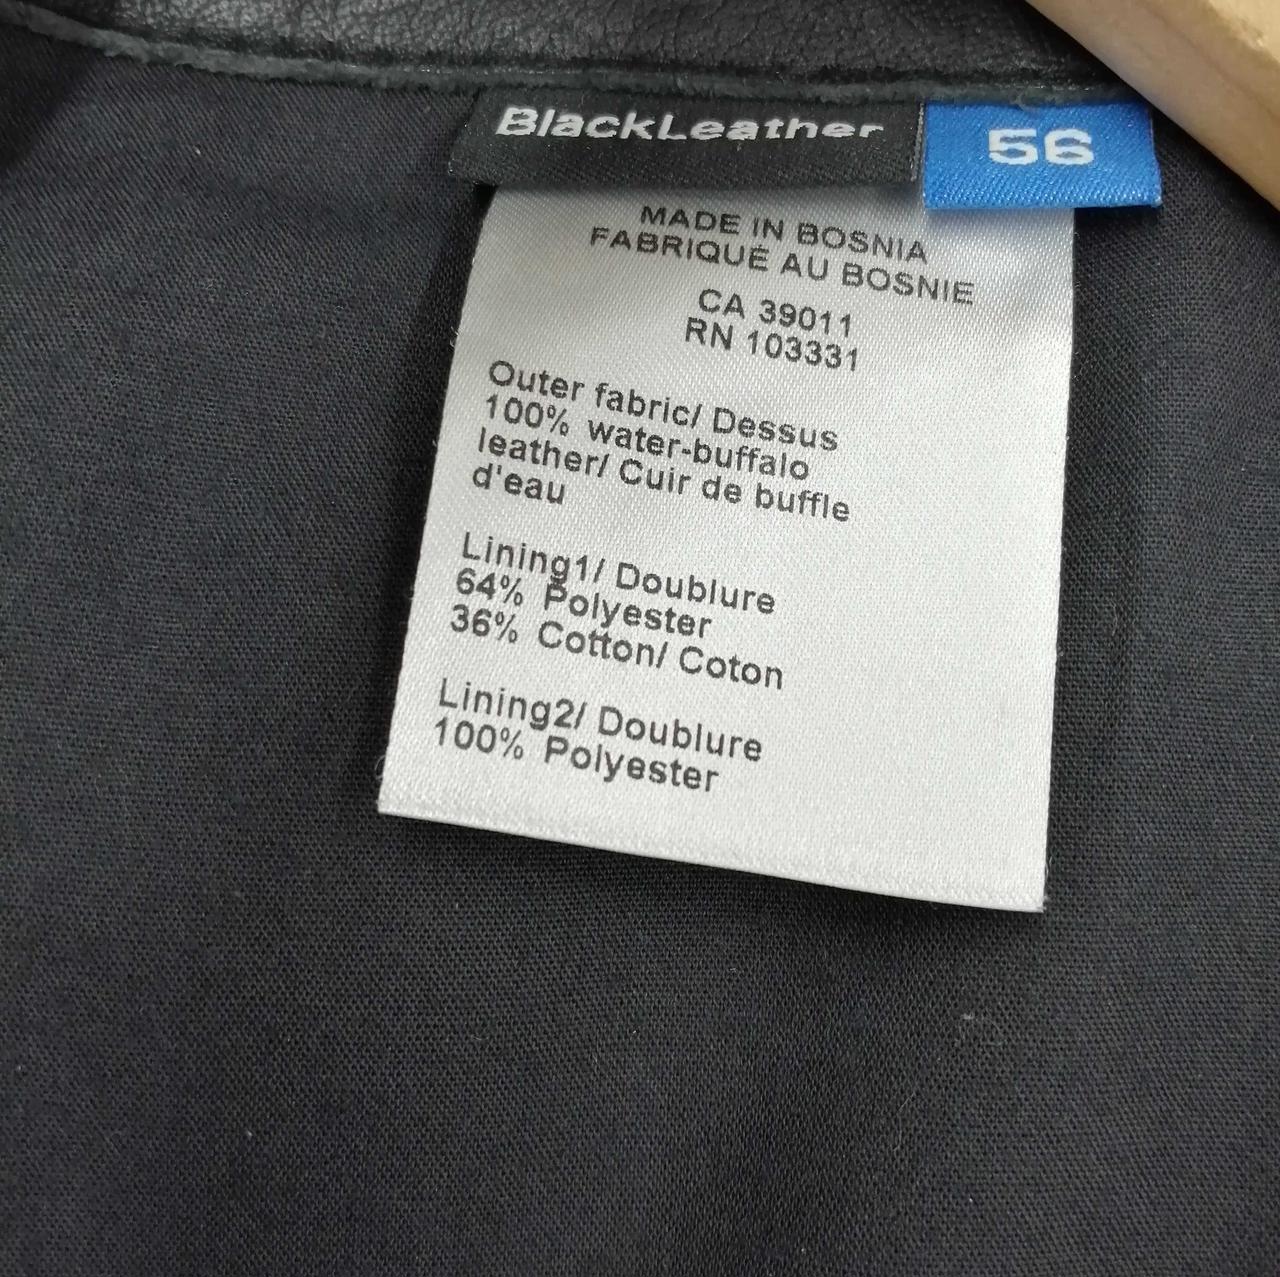 BlackLeather
56
MADE IN BOSNIA
FABRIQUÉ AU BOSNIE
CA 39011
RN 103331
Outer fabric/ Dessus
100% water-buffalo
leather/ Cuir de buffle
d'eau
Lining1/ Doublure
64% Polyester
36% Cotton/ Coton
Lining2/ Doublure
100% Polyester